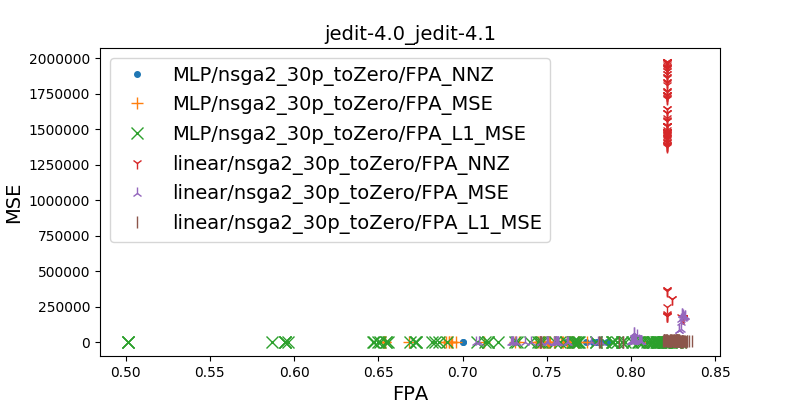 jedit-4.0_jedit-4.1
2000000
1750000
1500000
1250000
1000000
750000
500000
250000
0
MSE
MLP/nsga2_30p_toZero/FPA_NNZ
MLP/nsga2_30p_toZero/FPA_MSE
MLP/nsga2_30p_toZero/FPA_L1_MSE
linear/nsga2_30p_toZero/FPA_NNZ
linear/nsga2_30p_toZero/FPA_MSE
linear/nsga2_30p_toZero/FPA_L1_MSE
0.50 0.55 0.60 0.65 0.70 0.75 0.80 0.85
FPA